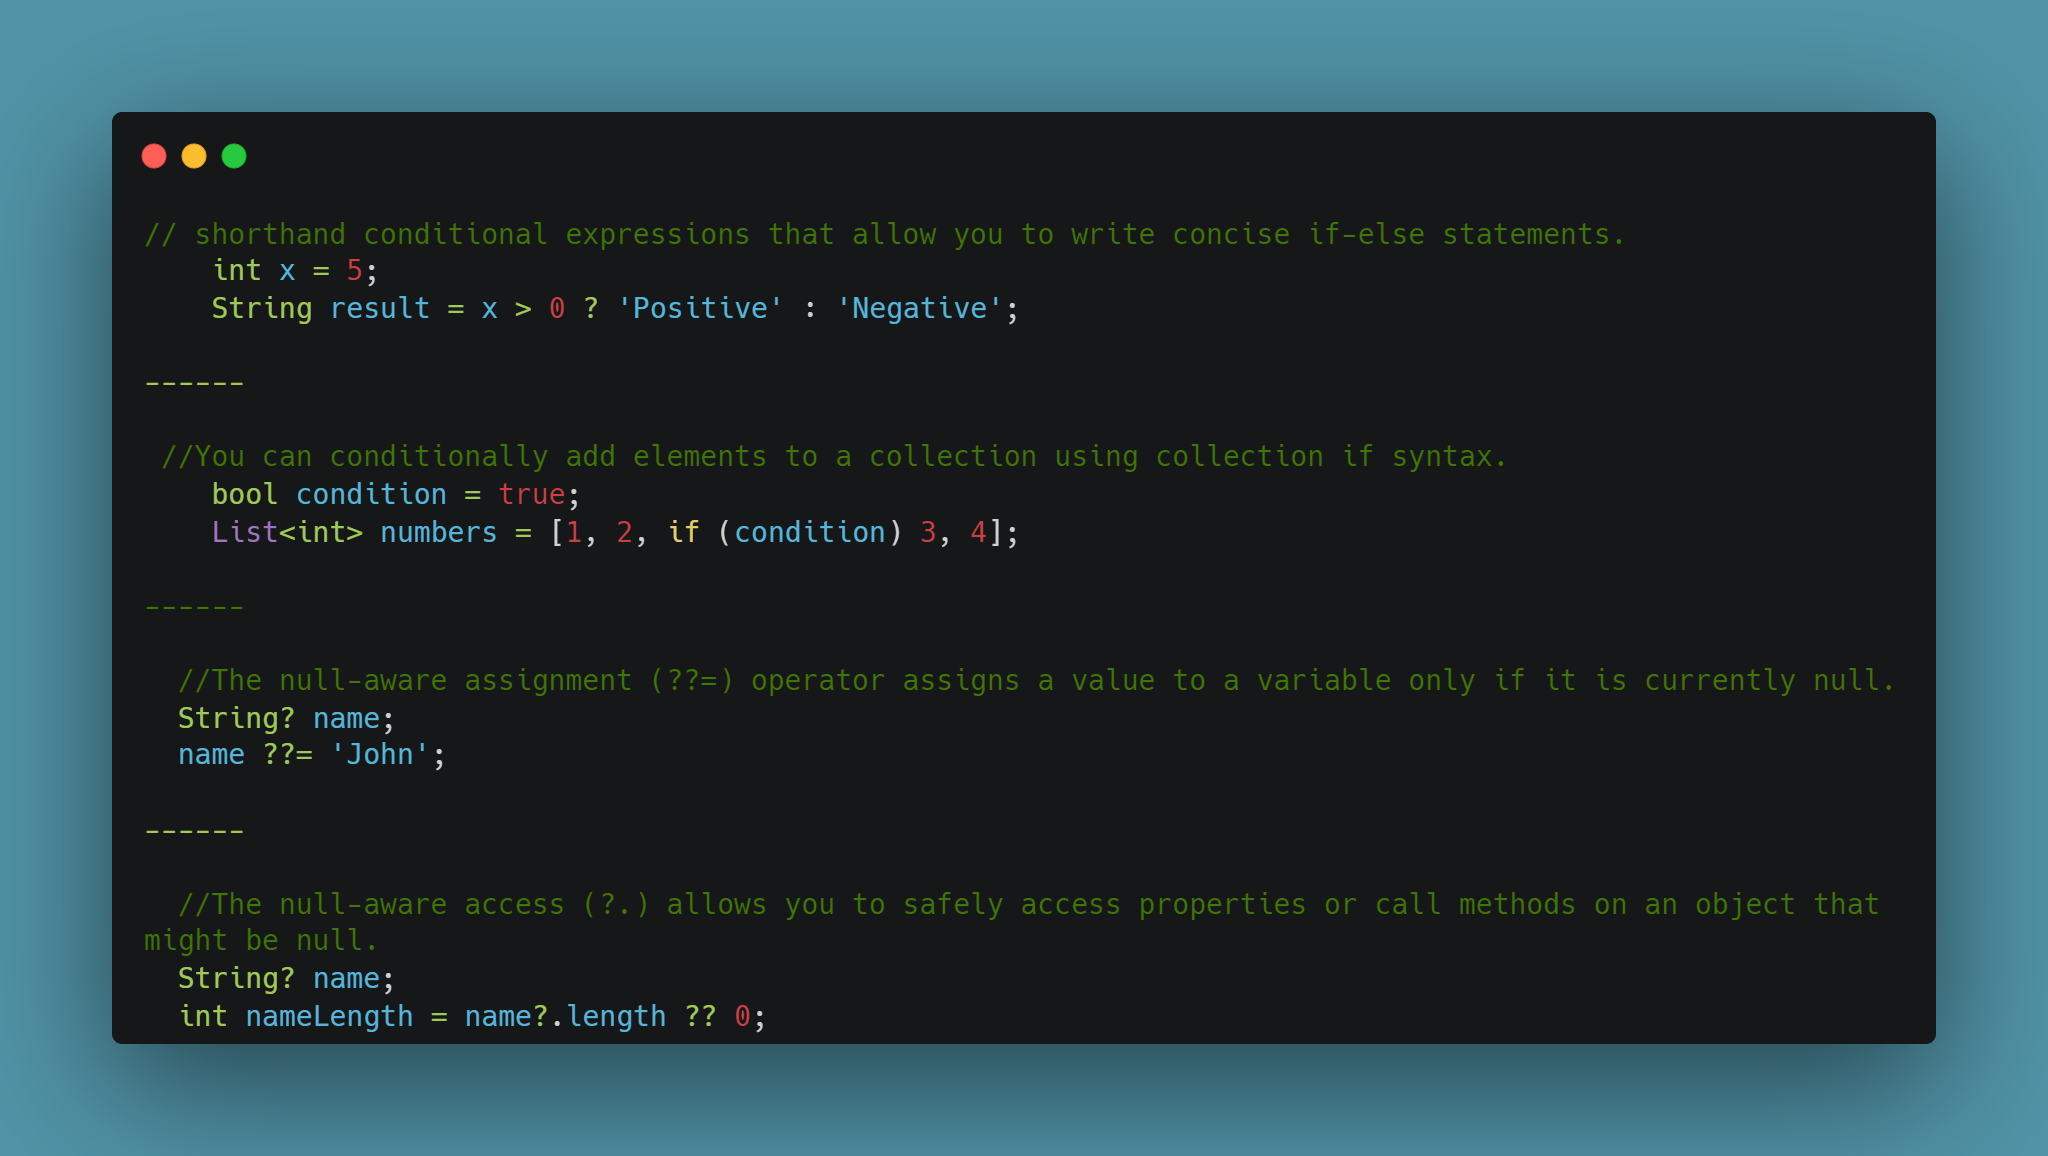 // shorthand conditional expressions that allow you to write concise if-else statements.
    int x = 5;
    String result = x > 0 ? 'Positive' : 'Negative';
------
 //You can conditionally add elements to a collection using collection if syntax.
    bool condition = true;
    List<int> numbers = [1, 2, if (condition) 3, 4];
------
  //The null-aware assignment (??=) operator assigns a value to a variable only if it is currently null.
  String? name;
  name ??= 'John';
------
  //The null-aware access (?.) allows you to safely access properties or call methods on an object that
might be null.
  String? name;
  int nameLength = name?.length ?? 0;